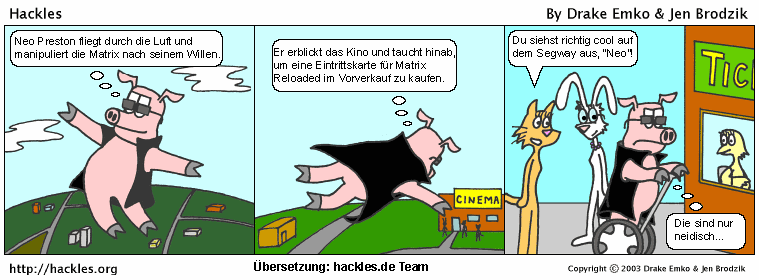 Hackles
By Drake Emko & Jen Brodzik
Neo Preston fliegt durch die Luft und
manipuliert die Matrix nach seinem Willen.
Er erblickt das Kino und taucht hinab,
um eine Eintrittskarte für Matrix
Reloaded im Vorverkauf zu kaufen.
CINEMA
Du siehst richtig cool auf
dem Segway aus, "Neo"!
TIC
Die sind nur
neidisch...
http://hackles.org
Übersetzung: hackles.de Team
Copyright © 2003 Drake Emko & Jen Brodzik